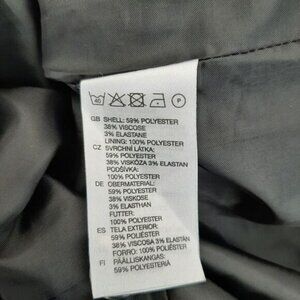 40 P
GB SHELL: 59% POLYESTER
38% VISCOSE
3% ELASTANE
LINING: 100% POLYESTER
CZ SVRCHNÍ LÁTKA:
59% POLYESTER
38% VISKÓZA 3% ELASTAN
PODŠÍVKA:
100% POLYESTER
DE OBERMATERIAL:
59% POLYESTER
38% VISKOSE
3% ELASTHAN
FUTTER:
100% POLYESTER
ES TELA EXTERIOR:
59% POLIÉSTER
38% VISCOSA 3% ELASTÁN
FORRO: 100% POLIÉSTER
FI PÄÄLLISKANGAS:
59% POLYESTERIÄ